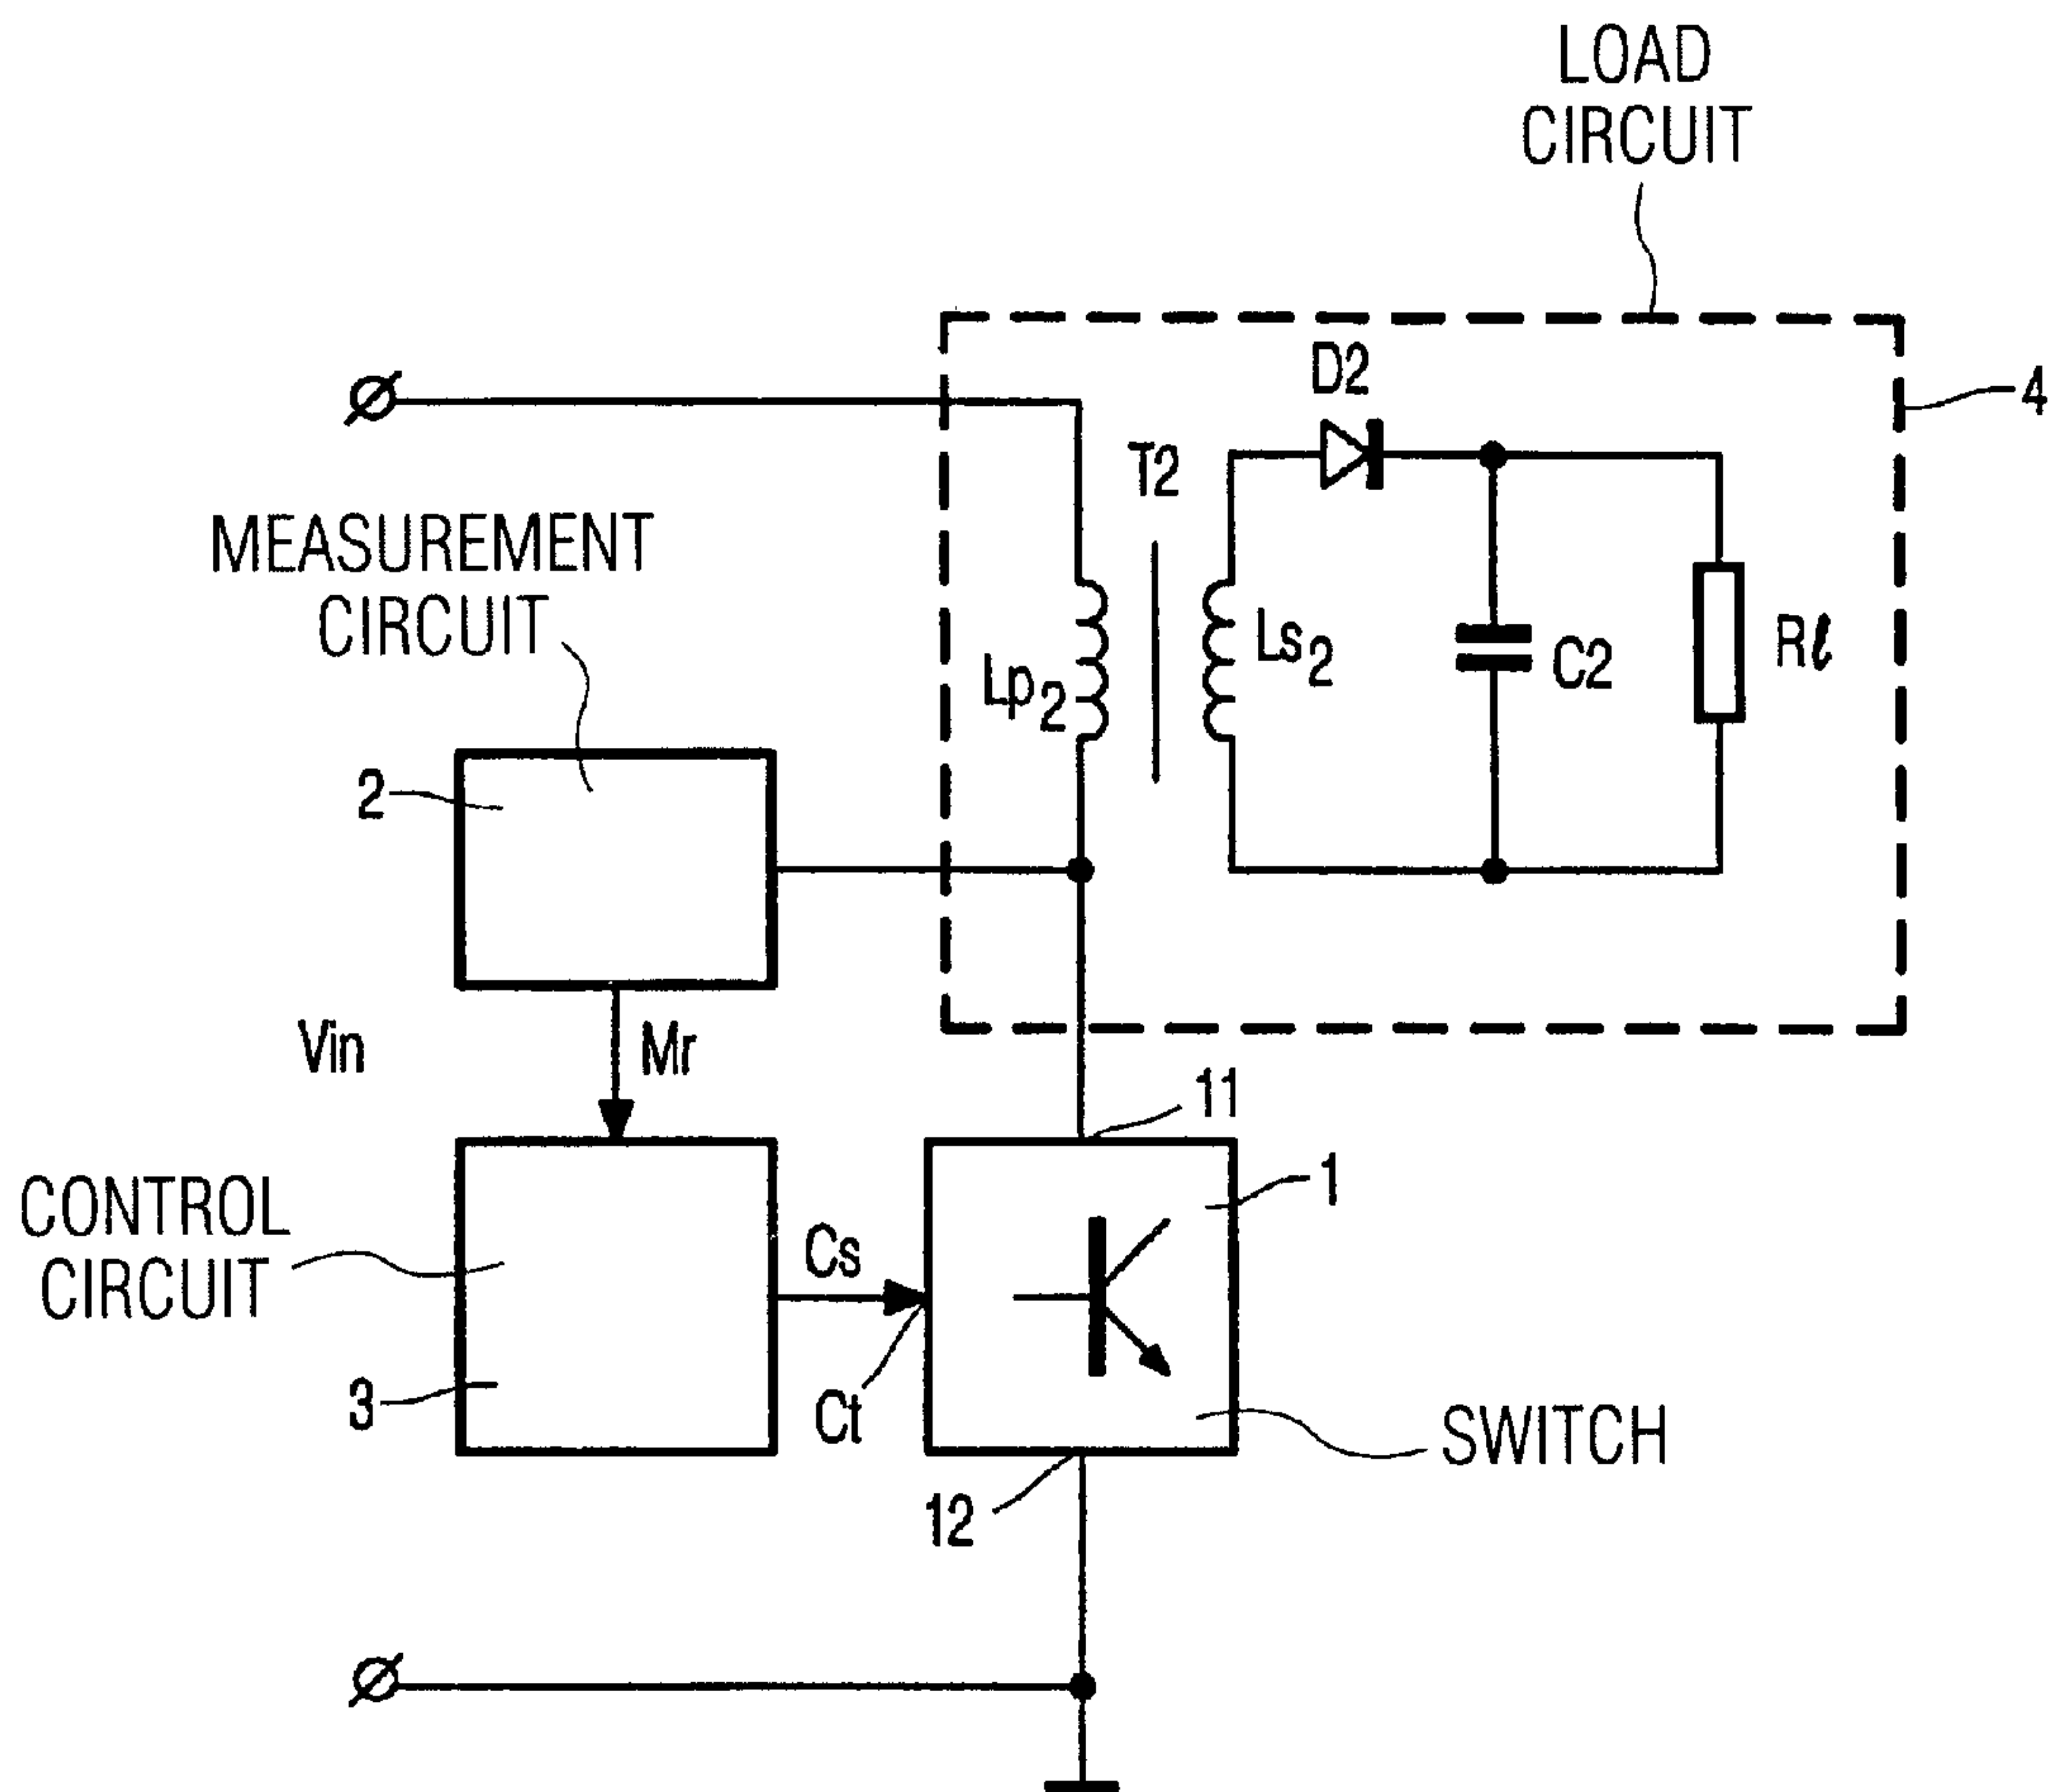 LOAD
CIRCUIT
D2
4
T2
MEASUREMENT
CIRCUIT
Lp2
Ls2
C2
Rℓ
2
Vin
Mr
11
1
CONTROL
CIRCUIT
Cs
3
Ct
SWITCH
12